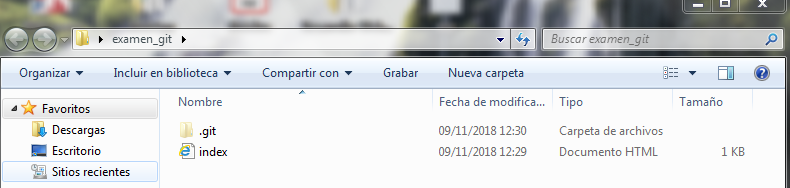 examen_git
Buscar examen_git
Organizar Incluir en biblioteca Compartir con Grabar Nueva carpeta
Favoritos
Descargas
Escritorio
Sitios recientes
Nombre Fecha de modifica... Tipo Tamaño
.git 09/11/2018 12:30 Carpeta de archivos
index 09/11/2018 12:29 Documento HTML 1 KB